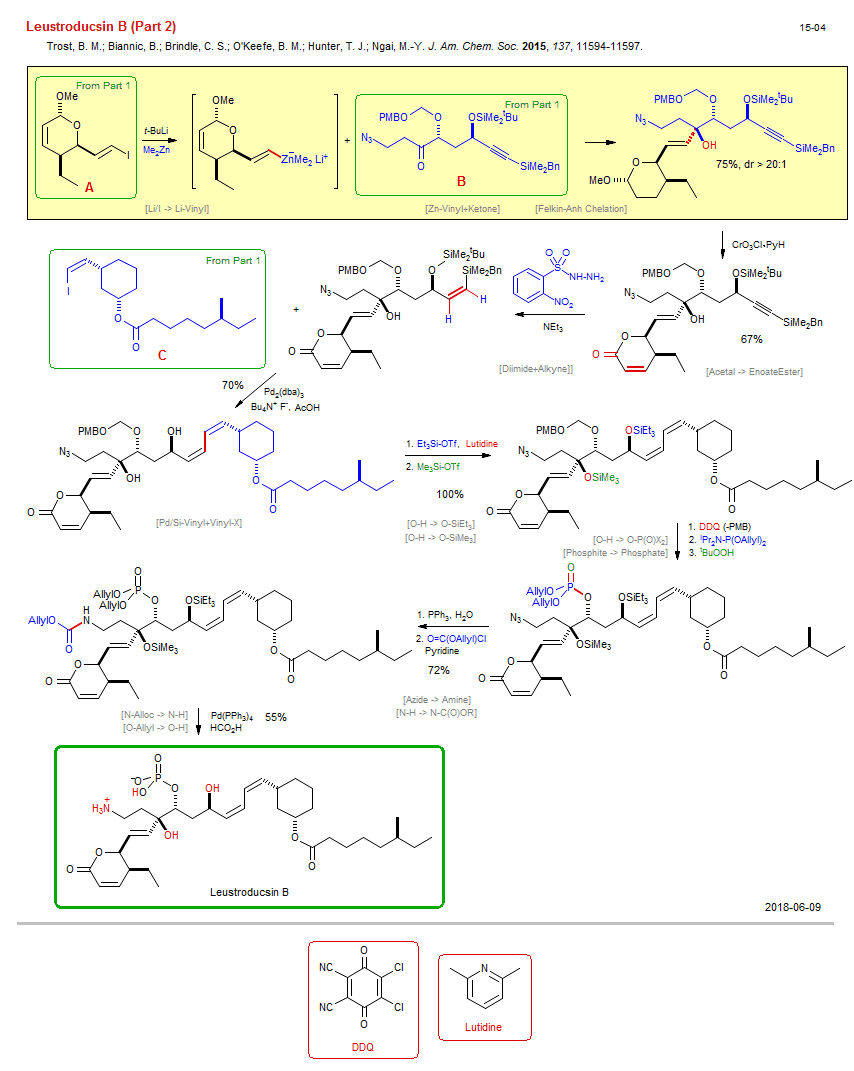 Leustroducsin B (Part 2)
15-04
Trost, B. M.; Biannic, B.; Brindle, C. S.; O'Keefe, B. M.; Hunter, T. J.; Ngai, M.-Y. J. Am. Chem. Soc. 2015, 137, 11594-11597.
From Part 1
OMe
O
I
A
t-BuLi
Me2Zn
OMe
O
ZnMe2 Li+
[Li/I -> Li-Vinyl]
+
From Part 1
PMBO
O
OSiMe2tBu
N3
O
SiMe2Bn
B
[Zn-Vinyl+Ketone]
[Felkin-Anh Chelation]
PMBO
O
OSiMe2tBu
N3
OH
SiMe2Bn
O
MeO
75%, dr > 20:1
CrO3Cl•PyH
From Part 1
I
O
O
C
+
SiMe2tBu
PMBO
O
O
SiMe2Bn
N3
H
H
OH
O
O
O O
S
NH-NH2
NO2
NEt3
[Diimide+Alkyne]]
PMBO
O
OSiMe2tBu
N3
OH
SiMe2Bn
O
O
67%
[Acetal -> EnoateEster]
70%
Pd2(dba)3
Bu4N+ F-, AcOH
PMBO
O
OH
N3
OH
O
O
O
O
[Pd/Si-Vinyl+Vinyl-X]
1. Et3Si-OTf, Lutidine
2. Me3Si-OTf
100%
[O-H -> O-SiEt3]
[O-H -> O-SiMe3]
PMBO
O
OSiEt3
N3
OSiMe3
O
O
O
O
[O-H -> O-P(O)X2]
[Phosphite -> Phosphate]
1. DDQ (-PMB)
2. iPr2N-P(OAllyl)2
3. tBuOOH
O
AllylO
P
AllylO
O
OSiEt3
N3
OSiMe3
O
O
O
O
1. PPh3, H2O
2. O=C(OAllyl)Cl
Pyridine
72%
[Azide -> Amine]
[N-H -> N-C(O)OR]
O
AllylO
P
AllylO
O
OSiEt3
H
AllylO
N
O
OSiMe3
O
O
O
O
[N-Alloc -> N-H]
[O-Allyl -> O-H]
Pd(PPh3)4
HCO2H
55%
O
-O
P
HO
O
OH
H3N+
OH
O
O
O
O
Leustroducsin B
2018-06-09
O
NC
Cl
NC
Cl
O
DDQ
N
Lutidine